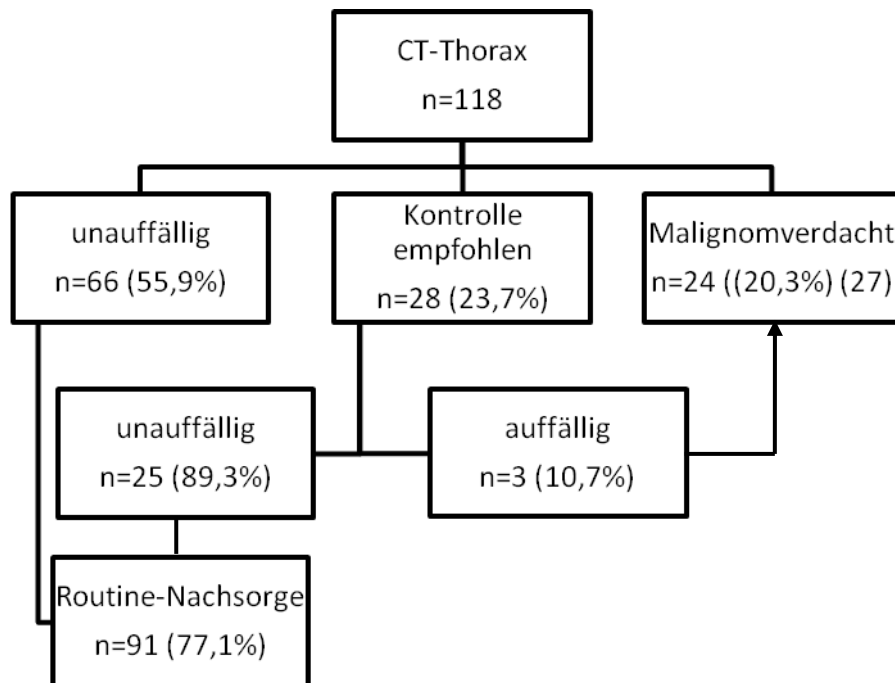 CT-Thorax
n=118
unauffällig
n=66 (55,9%)
Kontrolle
empfohlen
n=28 (23,7%)
Malignomverdacht
n=24 ((20,3%) (27)
unauffällig
n=25 (89,3%)
auffällig
n=3 (10,7%)
Routine-Nachsorge
n=91 (77,1%)